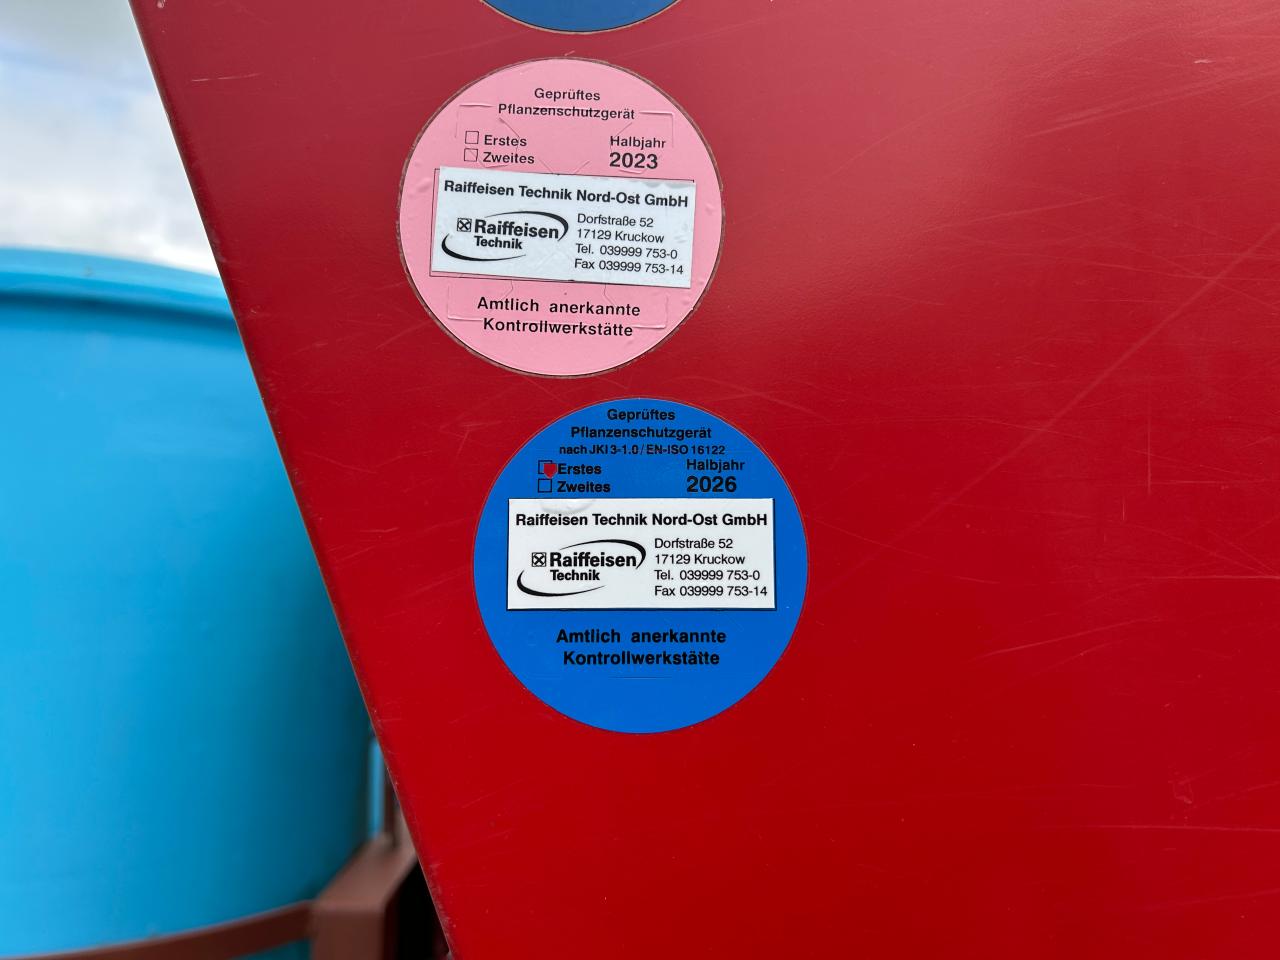 Geprüftes
Pflanzenschutzgerät
Erstes
Zweites
Halbjahr
2023
Raiffeisen Technik Nord-Ost GmbH
Raiffeisen
Technik
Dorfstraße 52
17129 Kruckow
Tel. 039999 753-0
Fax 039999 753-14
Amtlich anerkannte
Kontrollwerkstätte
Geprüftes
Pflanzenschutzgerät
nach JKI 3-1.0 / EN-ISO 16122
Erstes
Zweites
Halbjahr
2026
Raiffeisen Technik Nord-Ost GmbH
Raiffeisen
Technik
Dorfstraße 52
17129 Kruckow
Tel. 039999 753-0
Fax 039999 753-14
Amtlich anerkannte
Kontrollwerkstätte